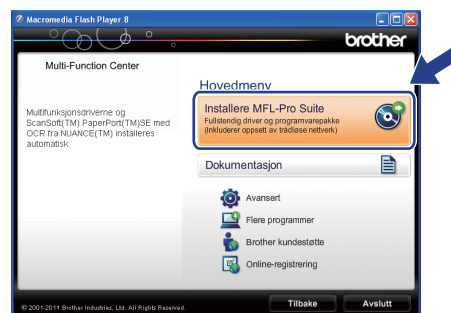 Macromedia Flash Player 8
brother
Multi-Function Center
Hovedmeny
Multifunksjonsdriverne og
ScanSoft(TM) PaperPort(TM)SE med
OCR fra NUANCE(TM) installeres
automatisk.
Installere MFL-Pro Suite
Fullstendig driver og programvarepakke
(Inkluderer oppsett av trådløse nettverk)
Dokumentasjon
Avansert
Flere programmer
Brother kundestøtte
Online-registrering
© 2001-2011 Brother Industries, Ltd. All Rights Reserved.
Tilbake
Avslutt